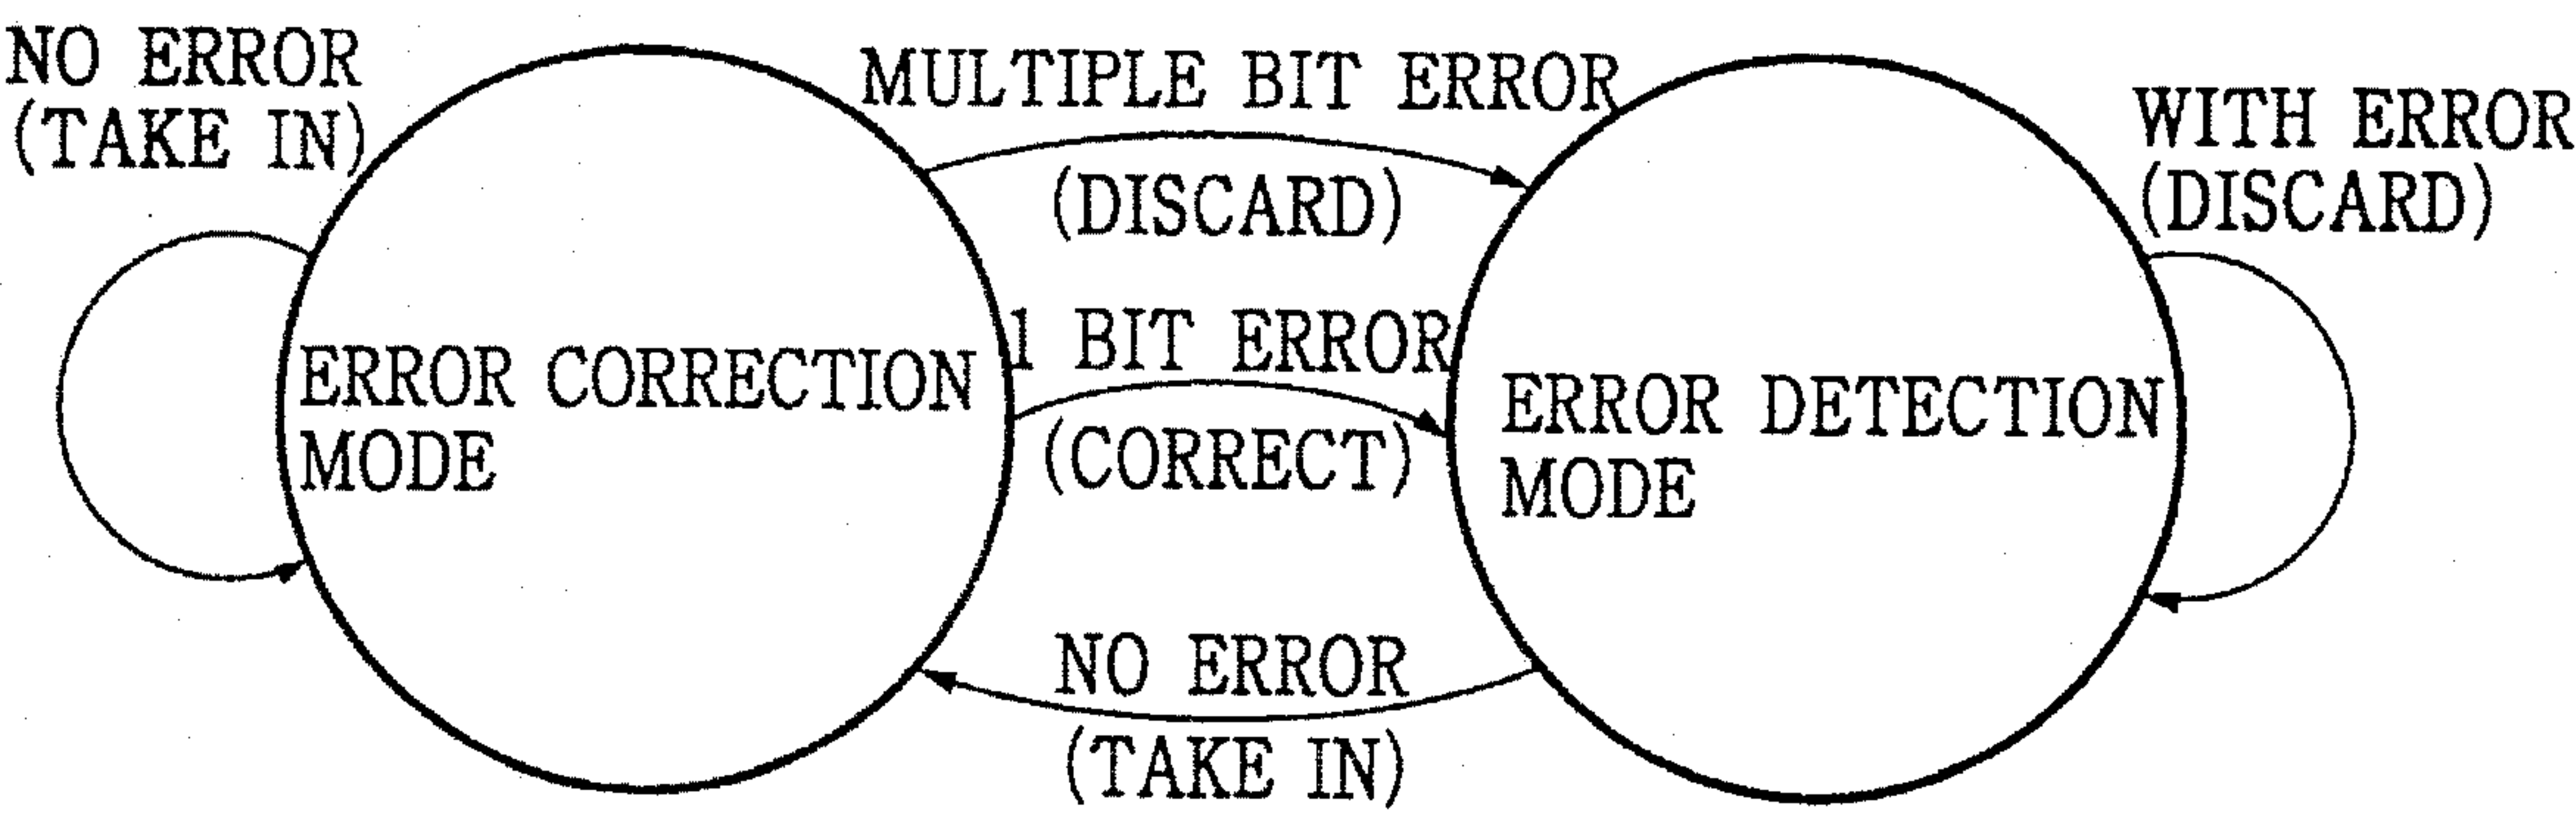 NO ERROR
(TAKE IN)
MULTIPLE BIT ERROR
(DISCARD)
WITH ERROR
(DISCARD)
1 BIT ERROR
(CORRECT)
ERROR CORRECTION
MODE
ERROR DETECTION
MODE
NO ERROR
(TAKE IN)